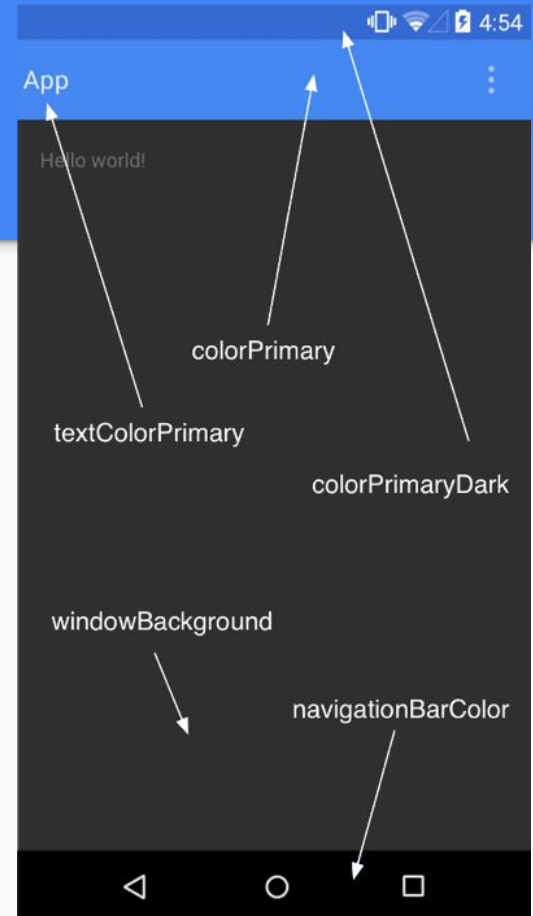 4:54
App
Hello world!
colorPrimary
textColorPrimary
colorPrimaryDark
windowBackground
navigationBarColor